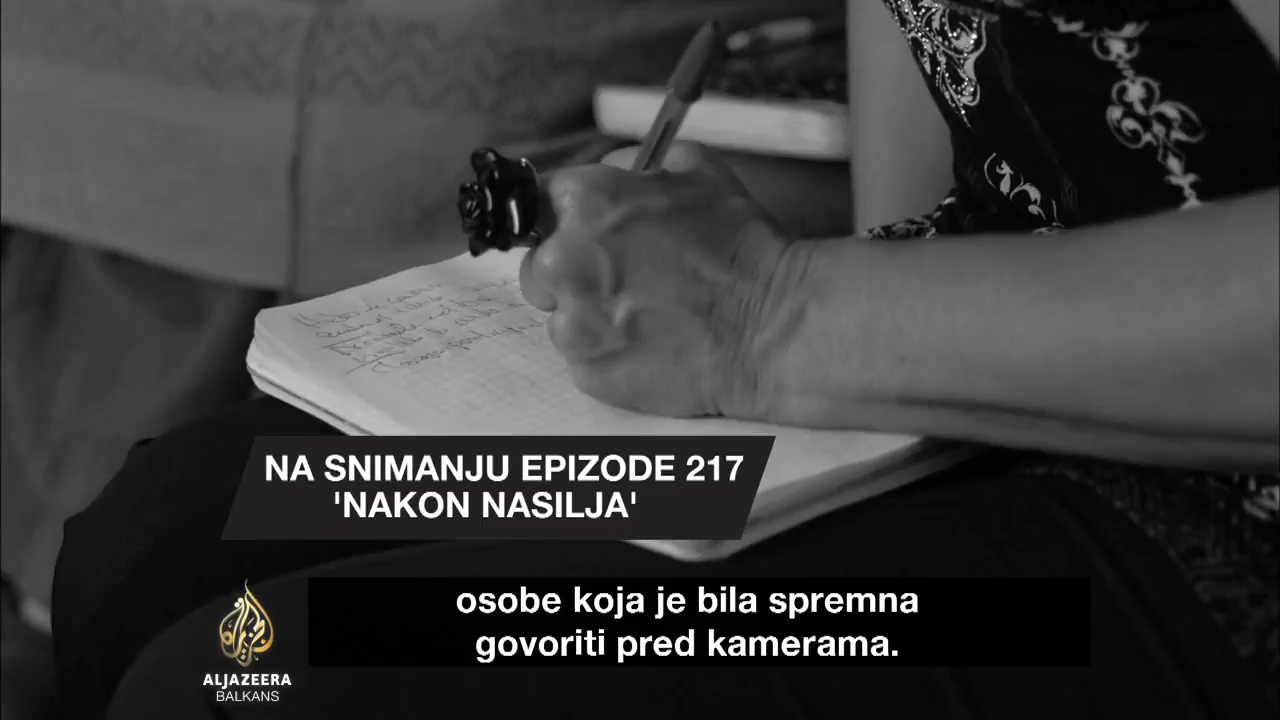 NA SNIMANJU EPIZODE 217
'NAKON NASILJA'
osobe koja je bila spremna
govoriti pred kamerama.
ALJAZEERA
BALKANS